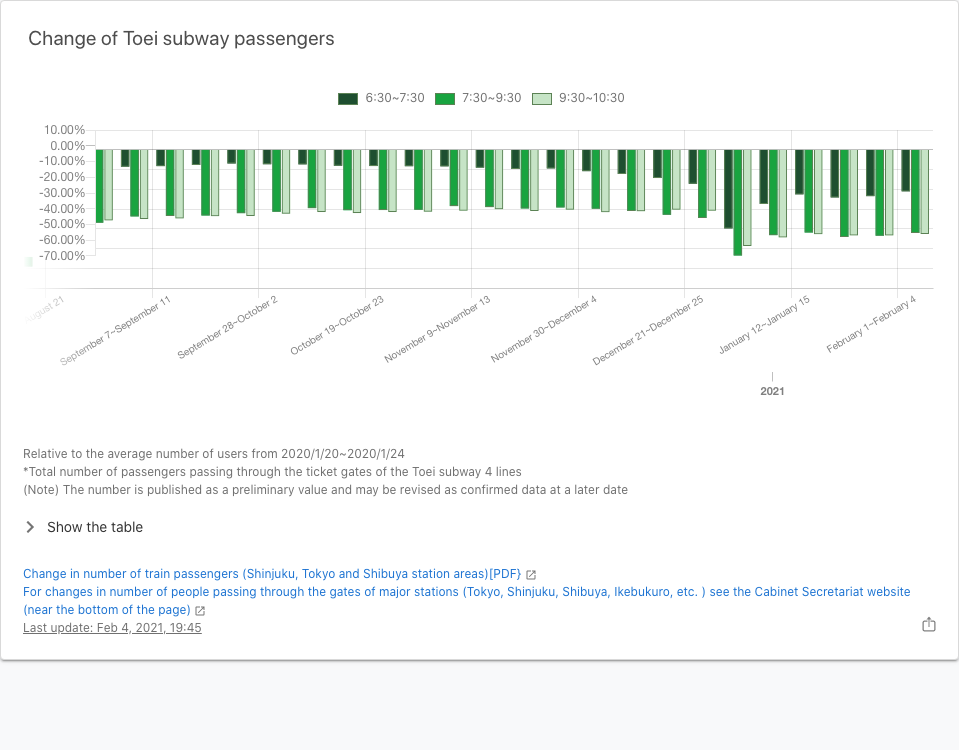 Change of Toei subway passengers
6:30~7:30 7:30~9:30 9:30~10:30
10.00%
0.00%
-10.00%
-20.00%
-30.00%
-40.00%
-50.00%
-60.00%
-70.00%
21
September 7~September 11
September 28~October 2
October 19~October 23
November 9~November 13
November 30~December 4
December 21~December 25
January 12~January 15
February 1~February 4
2021
Relative to the average number of users from 2020/1/20~2020/1/24
*Total number of passengers passing through the ticket gates of the Toei subway 4 lines
(Note) The number is published as a preliminary value and may be revised as confirmed data at a later date
Show the table
Change in number of train passengers (Shinjuku, Tokyo and Shibuya station areas)[PDF}
For changes in number of people passing through the gates of major stations (Tokyo, Shinjuku, Shibuya, Ikebukuro, etc. ) see the Cabinet Secretariat website
(near the bottom of the page)
Last update: Feb 4, 2021, 19:45